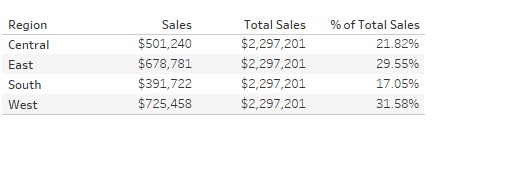 Region Sales Total Sales % of Total Sales
Central $501,240 $2,297,201 21.82%
East $678,781 $2,297,201 29.55%
South $391,722 $2,297,201 17.05%
West $725,458 $2,297,201 31.58%